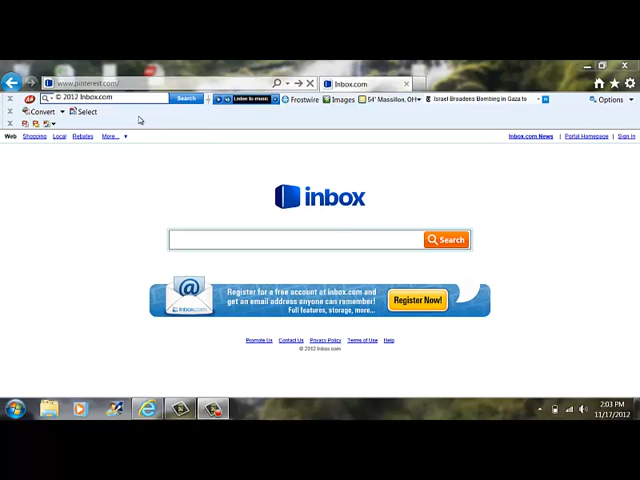 www.pinterest.com/
Inbox.com
© 2012 Inbox.com
Search
Listen to music
Frostwire
Images
54° Massillon, OH
Israel Broadens Bombing in Gaza to
Options
Convert
Select
Web Shopping Local Rebates More...
Inbox.com News | Portal Homepage | Sign In
inbox
Search
@
inbox.com
Register for a free account at inbox.com and
get an email address anyone can remember!
Full features, storage, more...
Register Now!
Promote Us Contact Us Privacy Policy Terms of Use Help
© 2012 Inbox.com
2:03 PM
11/17/2012